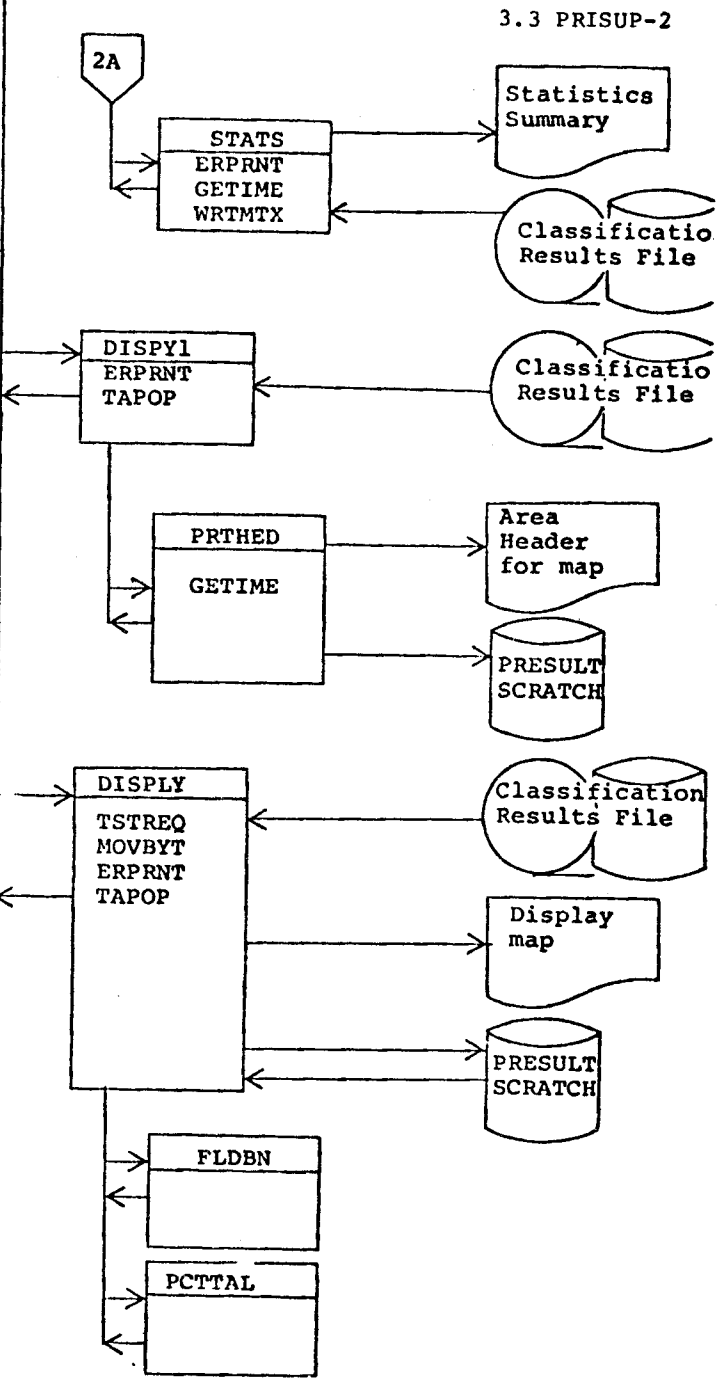 3.3 PRISUP-2
2A
STATS
ERPRNT
GETIME
WRTMTX
Statistics
Summary
Classificatio
Results File
DISPY1
ERPRNT
TAPOP
Classificatio
Results File
PRTHED
GETIME
Area
Header
for map
PRESULT
SCRATCH
DISPLY
TSTREQ
MOVBYT
ERPRNT
TAPOP
Classification
Results File
Display
map
PRESULT
SCRATCH
FLDBN
PCTTAL